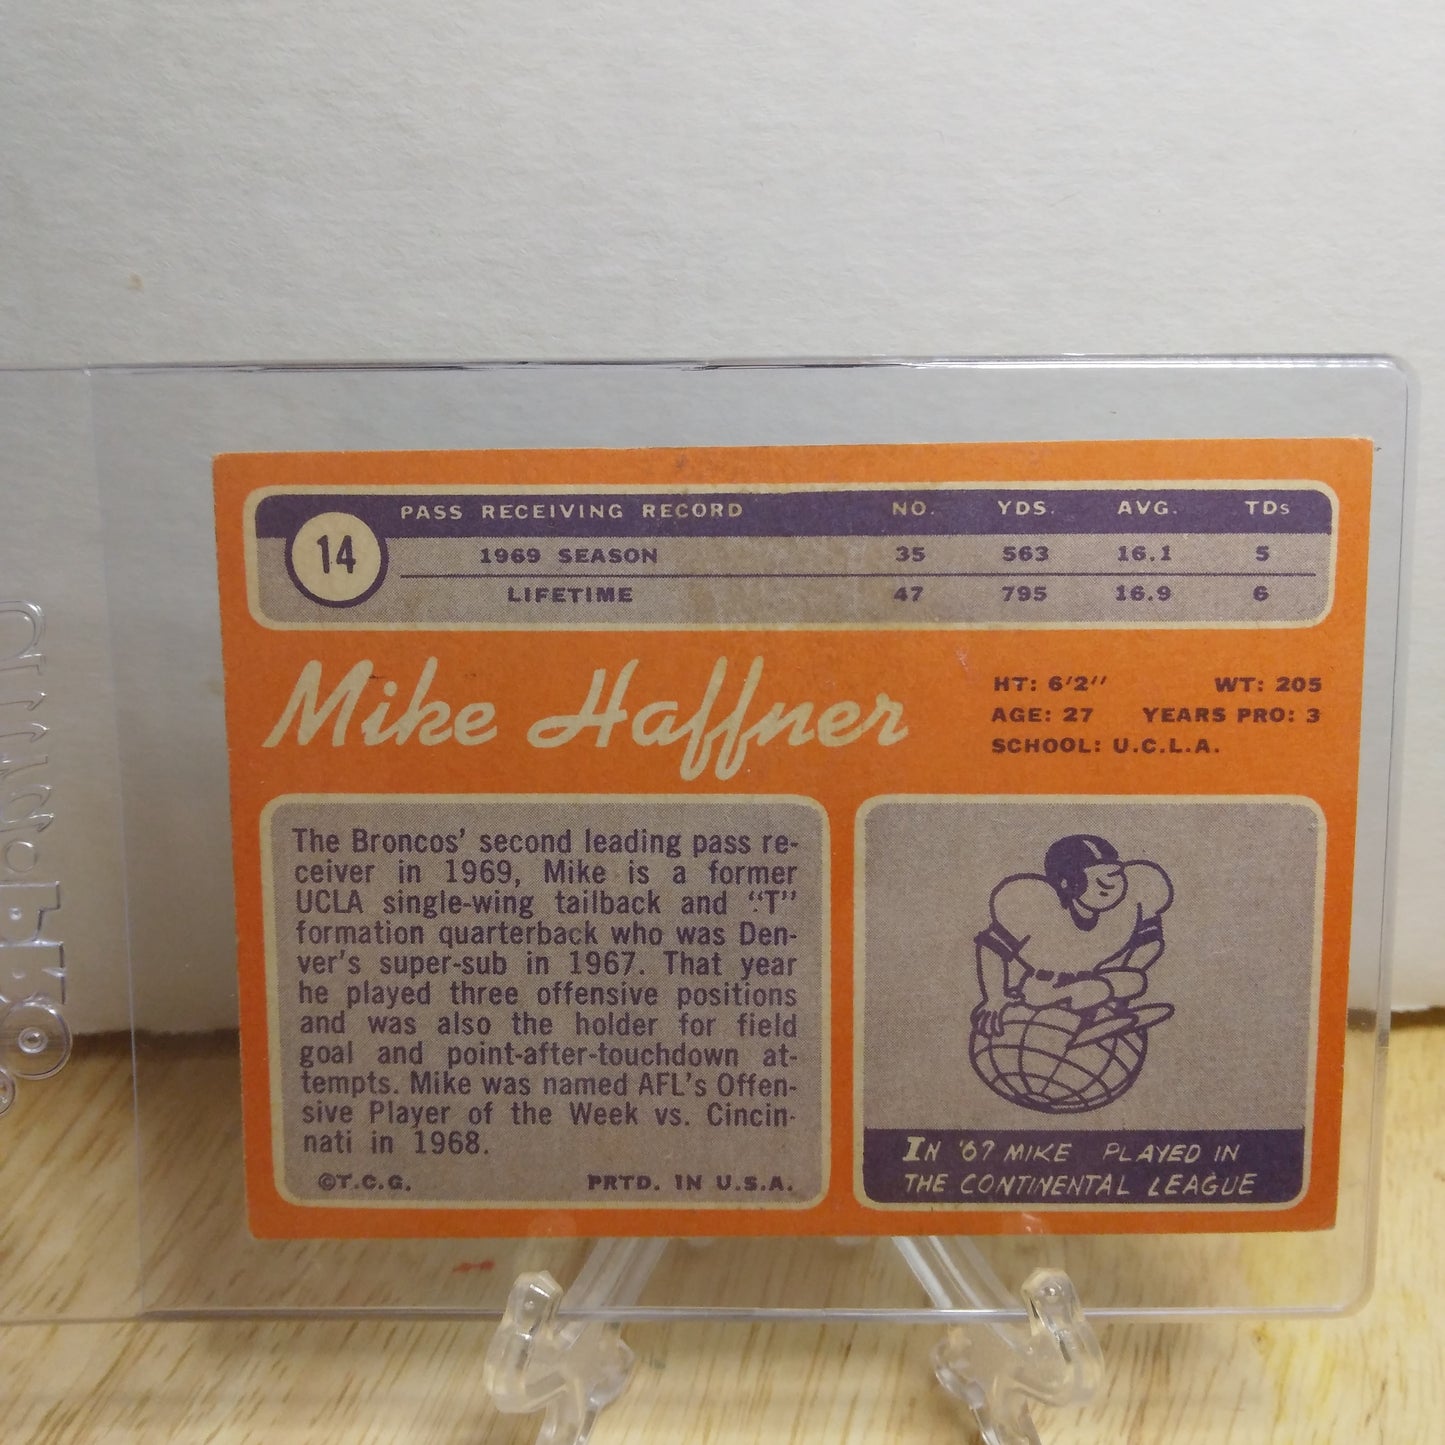 14
PASS RECEIVING RECORD NO. YDS. AVG. TDs
1969 SEASON 35 563 16.1 5
LIFETIME 47 795 16.9 6
Mike Haffner
HT: 6'2'' WT: 205
AGE: 27 YEARS PRO: 3
SCHOOL: U.C.L.A.
The Broncos' second leading pass re-
ceiver in 1969, Mike is a former
UCLA single-wing tailback and "T"
formation quarterback who was Den-
ver's super-sub in 1967. That year
he played three offensive positions
and was also the holder for field
goal and point-after-touchdown at-
tempts. Mike was named AFL's Offen-
sive Player of the Week vs. Cincin-
nati in 1968.
©T.C.G. PRTD. IN U.S.A.
IN '67 MIKE PLAYED IN
THE CONTINENTAL LEAGUE